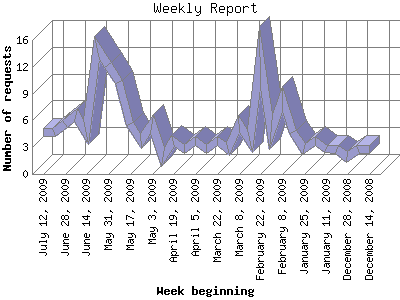 Weekly Report
Number of requests
16
12
9
6
3
0
July 12, 2009
June 28, 2009
June 14, 2009
May 31, 2009
May 17, 2009
May 3, 2009
April 19, 2009
April 5, 2009
March 22, 2009
March 8, 2009
February 22, 2009
February 8, 2009
January 25, 2009
January 11, 2009
December 28, 2008
December 14, 2008
Week beginning